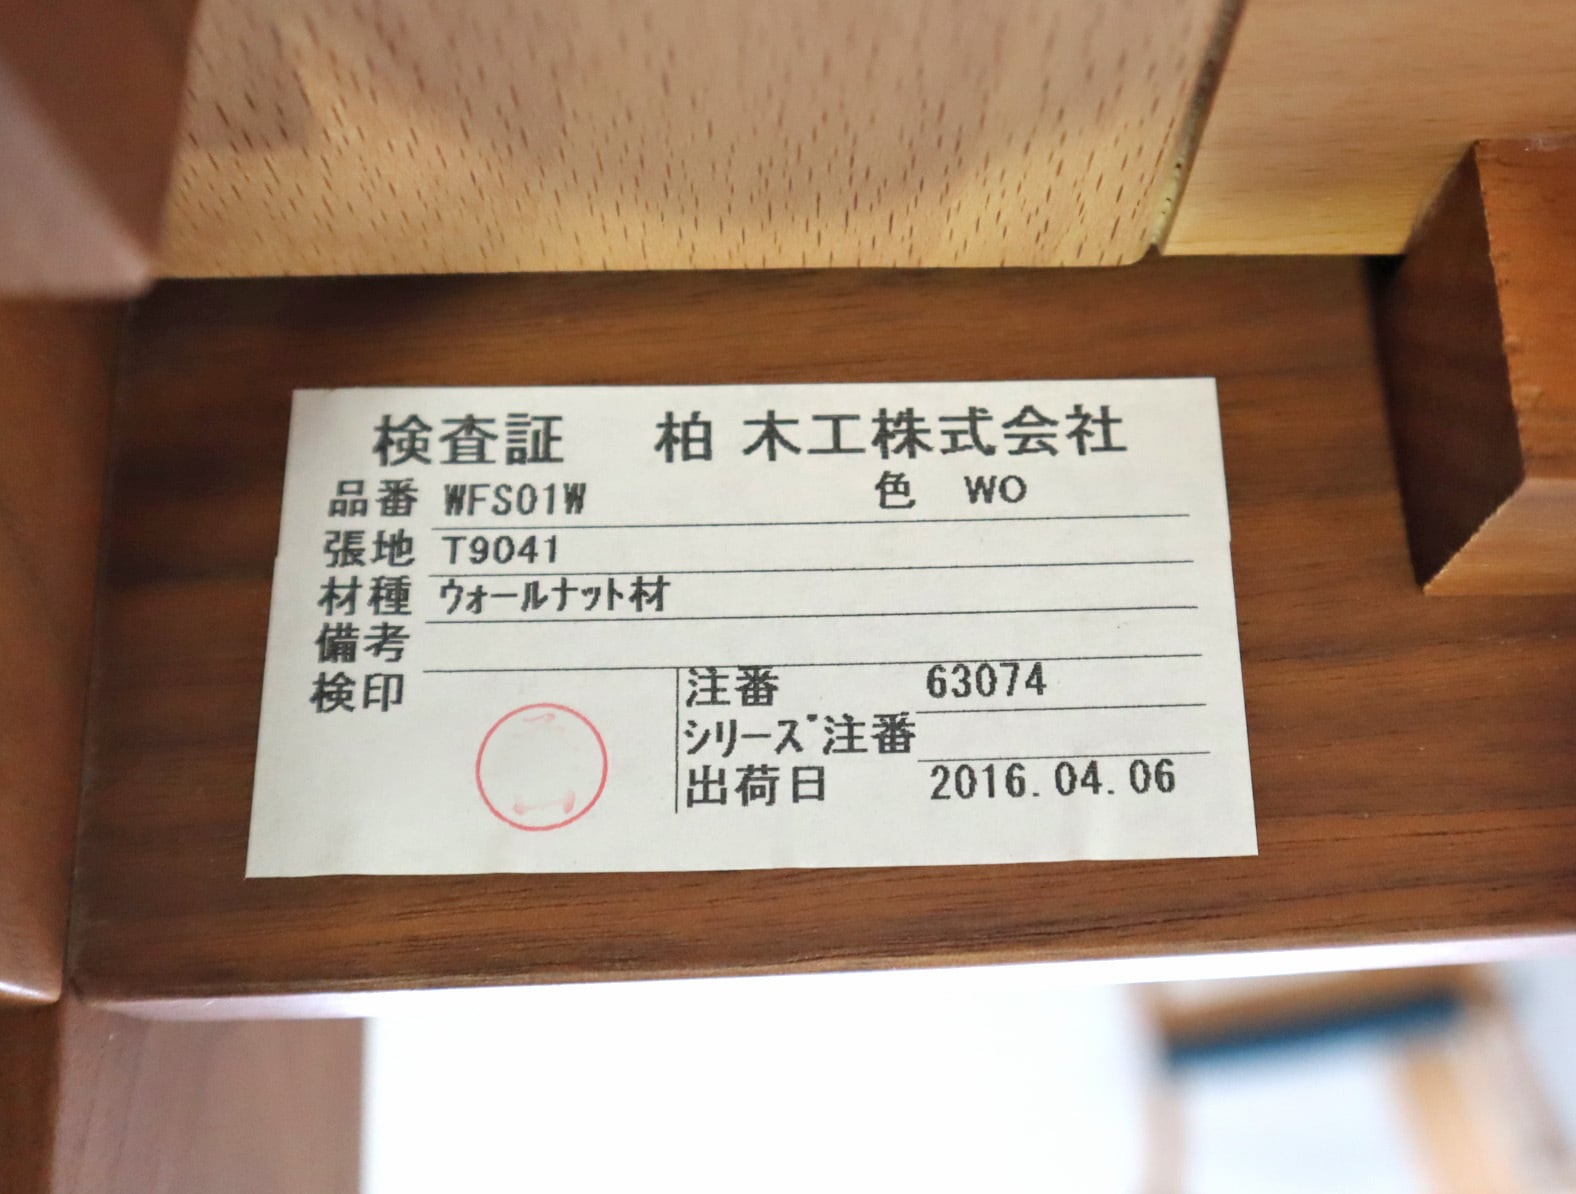 検査証 柏木工株式会社
品番 WFS01W 色 WO
張地 T9041
材種 ウォールナット材
備考
検印
注番 63074
シリーズ注番
出荷日 2016.04.06